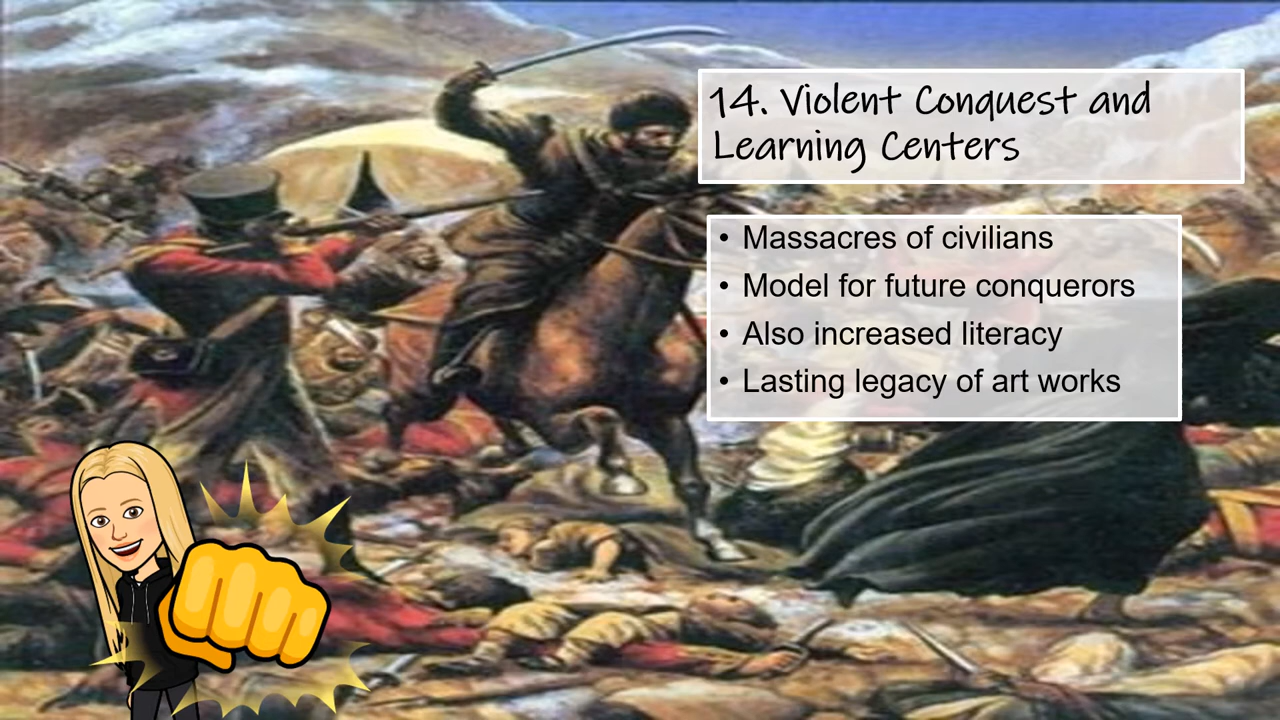 14. Violent Conquest and
Learning Centers
• Massacres of civilians
• Model for future conquerors
• Also increased literacy
• Lasting legacy of art works